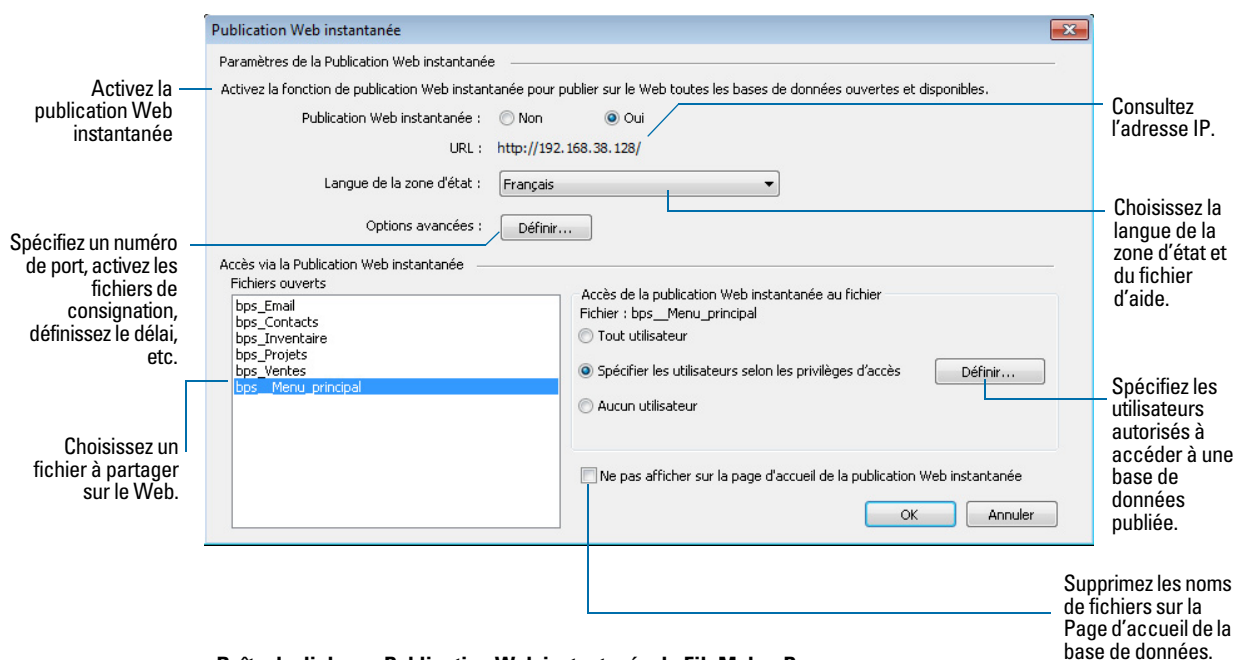 Publication Web instantanée
Paramètres de la Publication Web instantanée
Activez la fonction de publication Web instantanée pour publier sur le Web toutes les bases de données ouvertes et disponibles.
Publication Web instantanée : Non Oui
URL : http://192.168.38.128/
Langue de la zone d'état : Français
Options avancées : Définir...
Accès via la Publication Web instantanée
Fichiers ouverts
bps_Email
bps_Contacts
bps_Inventaire
bps_Projets
bps_Ventes
bps__Menu_principal
Accès de la publication Web instantanée au fichier
Fichier : bps__Menu_principal
Tout utilisateur
Spécifier les utilisateurs selon les privilèges d’accès Définir...
Aucun utilisateur
Ne pas afficher sur la page d'accueil de la publication Web instantanée
OK Annuler
Activez la
publication Web
instantanée
Spécifiez un numéro
de port, activez les
fichiers de
consignation,
définissez le délai,
etc.
Choisissez un
fichier à partager
sur le Web.
Consultez
l’adresse IP.
Choisissez la
langue de la
zone d’état et
du fichier
d’aide.
Spécifiez les
utilisateurs
autorisés à
accéder à une
base de
données
publiée.
Supprimez les noms
de fichiers sur la
Page d’accueil de la
base de données.